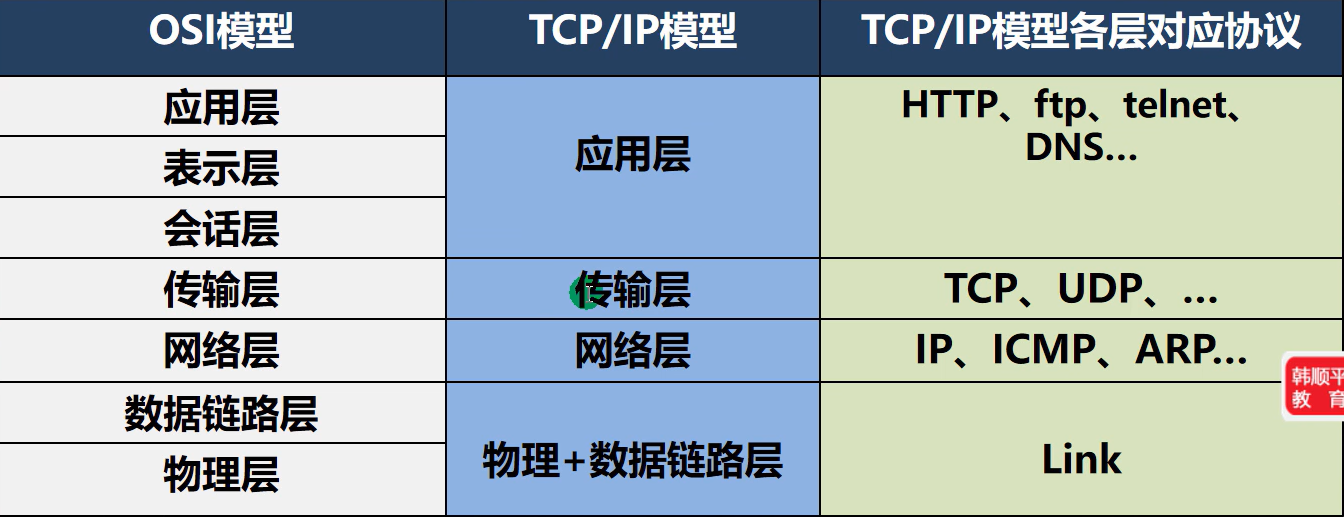 OSI模型 TCP/IP模型 TCP/IP模型各层对应协议
应用层
表示层
会话层
应用层
HTTP、ftp、telnet、
DNS…
传输层 传输层 TCP、UDP、…
网络层 网络层 IP、ICMP、ARP…
数据链路层
物理层
物理+数据链路层
Link
韩顺平
教 育